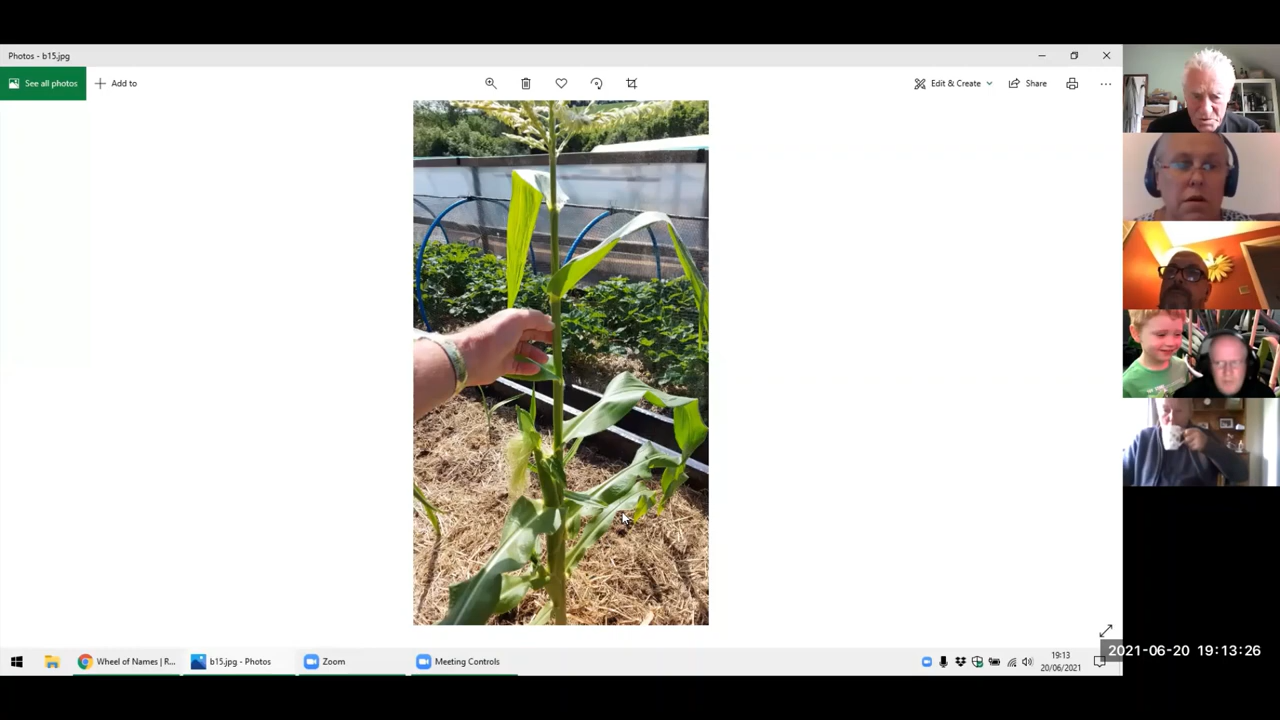 Photos - b15.jpg
See all photos
Add to
Edit & Create
Share
Wheel of Names | R...
b15.jpg - Photos
Zoom
Meeting Controls
19:13
20/06/2021
2021-06-20 19:13:26